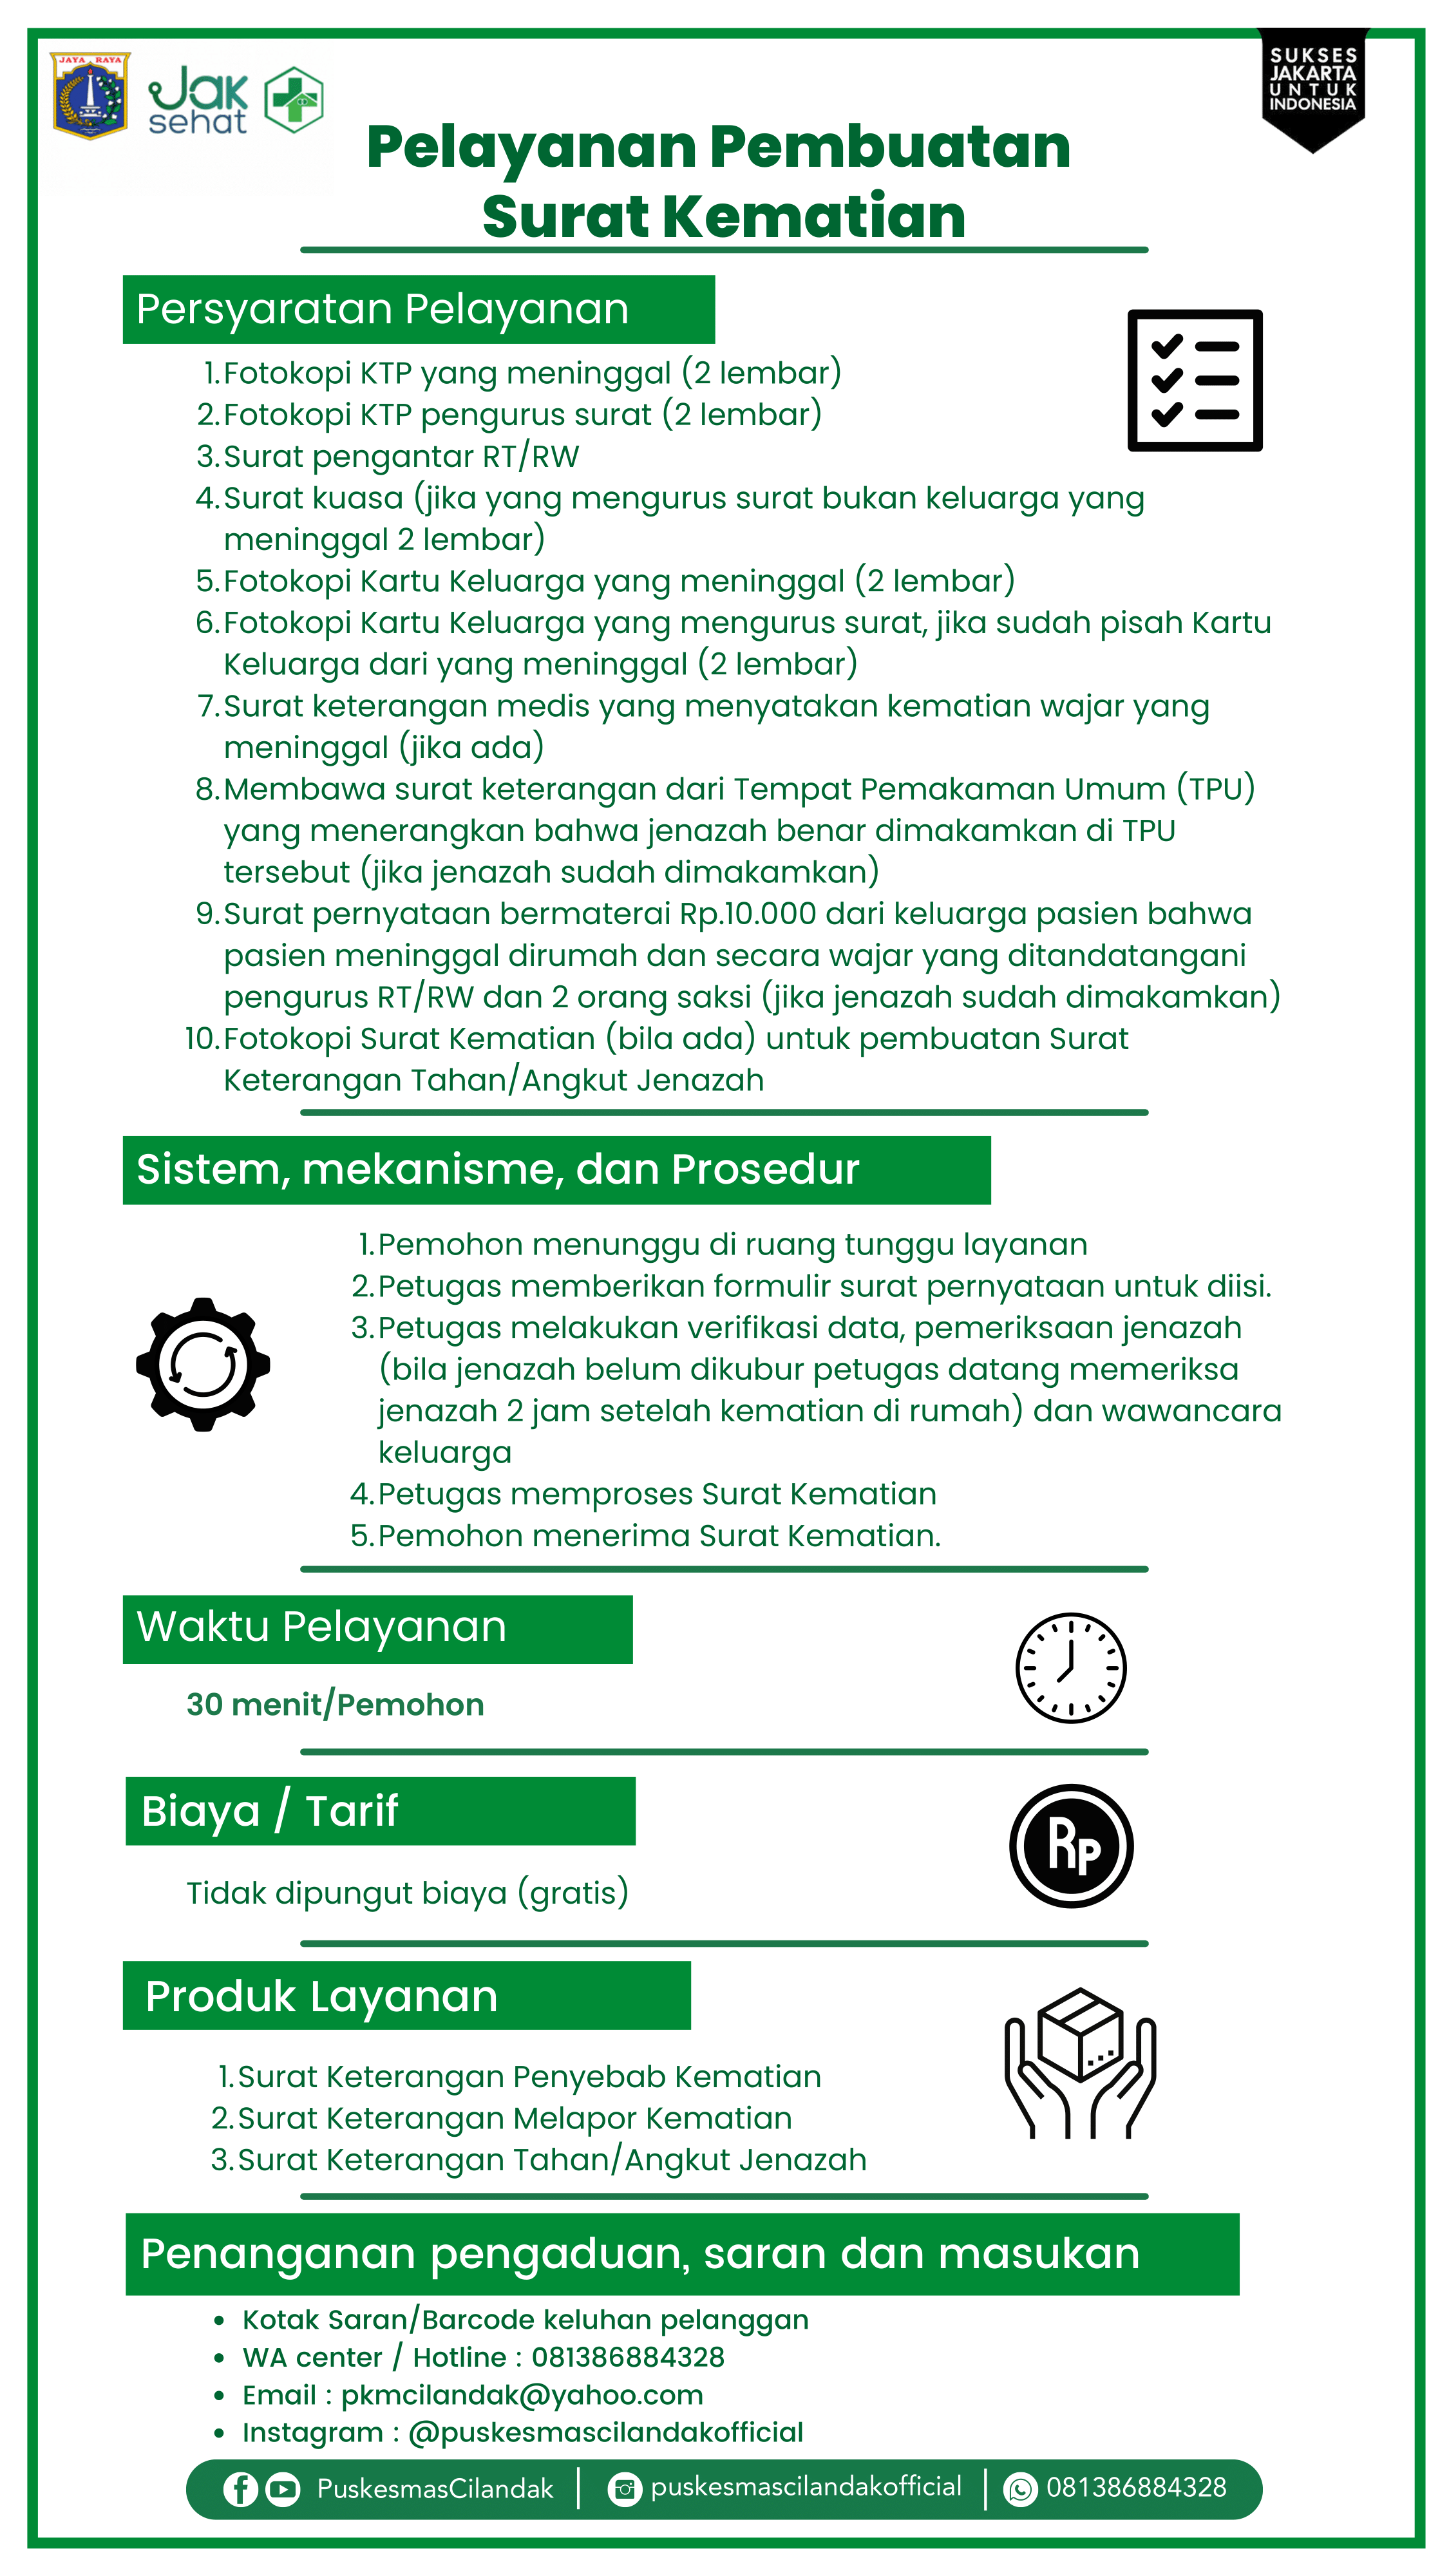 JAYA RAYA
Jak
sehat
SUKSES
JAKARTA
UNTUK
INDONESIA
Pelayanan Pembuatan
Surat Kematian
Persyaratan Pelayanan
1. Fotokopi KTP yang meninggal (2 lembar)
2. Fotokopi KTP pengurus surat (2 lembar)
3. Surat pengantar RT/RW
4. Surat kuasa (jika yang mengurus surat bukan keluarga yang
meninggal 2 lembar)
5. Fotokopi Kartu Keluarga yang meninggal (2 lembar)
6. Fotokopi Kartu Keluarga yang mengurus surat, jika sudah pisah Kartu
Keluarga dari yang meninggal (2 lembar)
7. Surat keterangan medis yang menyatakan kematian wajar yang
meninggal (jika ada)
8. Membawa surat keterangan dari Tempat Pemakaman Umum (TPU)
yang menerangkan bahwa jenazah benar dimakamkan di TPU
tersebut (jika jenazah sudah dimakamkan)
9. Surat pernyataan bermaterai Rp.10.000 dari keluarga pasien bahwa
pasien meninggal dirumah dan secara wajar yang ditandatangani
pengurus RT/RW dan 2 orang saksi (jika jenazah sudah dimakamkan)
10. Fotokopi Surat Kematian (bila ada) untuk pembuatan Surat
Keterangan Tahan/Angkut Jenazah
Sistem, mekanisme, dan Prosedur
1. Pemohon menunggu di ruang tunggu layanan
2. Petugas memberikan formulir surat pernyataan untuk diisi.
3. Petugas melakukan verifikasi data, pemeriksaan jenazah
(bila jenazah belum dikubur petugas datang memeriksa
jenazah 2 jam setelah kematian di rumah) dan wawancara
keluarga
4. Petugas memproses Surat Kematian
5. Pemohon menerima Surat Kematian.
Waktu Pelayanan
30 menit/Pemohon
Biaya / Tarif
Rp
Tidak dipungut biaya (gratis)
Produk Layanan
1. Surat Keterangan Penyebab Kematian
2. Surat Keterangan Melapor Kematian
3. Surat Keterangan Tahan/Angkut Jenazah
Penanganan pengaduan, saran dan masukan
• Kotak Saran/Barcode keluhan pelanggan
• WA center / Hotline : 081386884328
• Email : pkmcilandak@yahoo.com
• Instagram : @puskesmascilandakofficial
PuskesmasCilandak | puskesmascilandakofficial | 081386884328